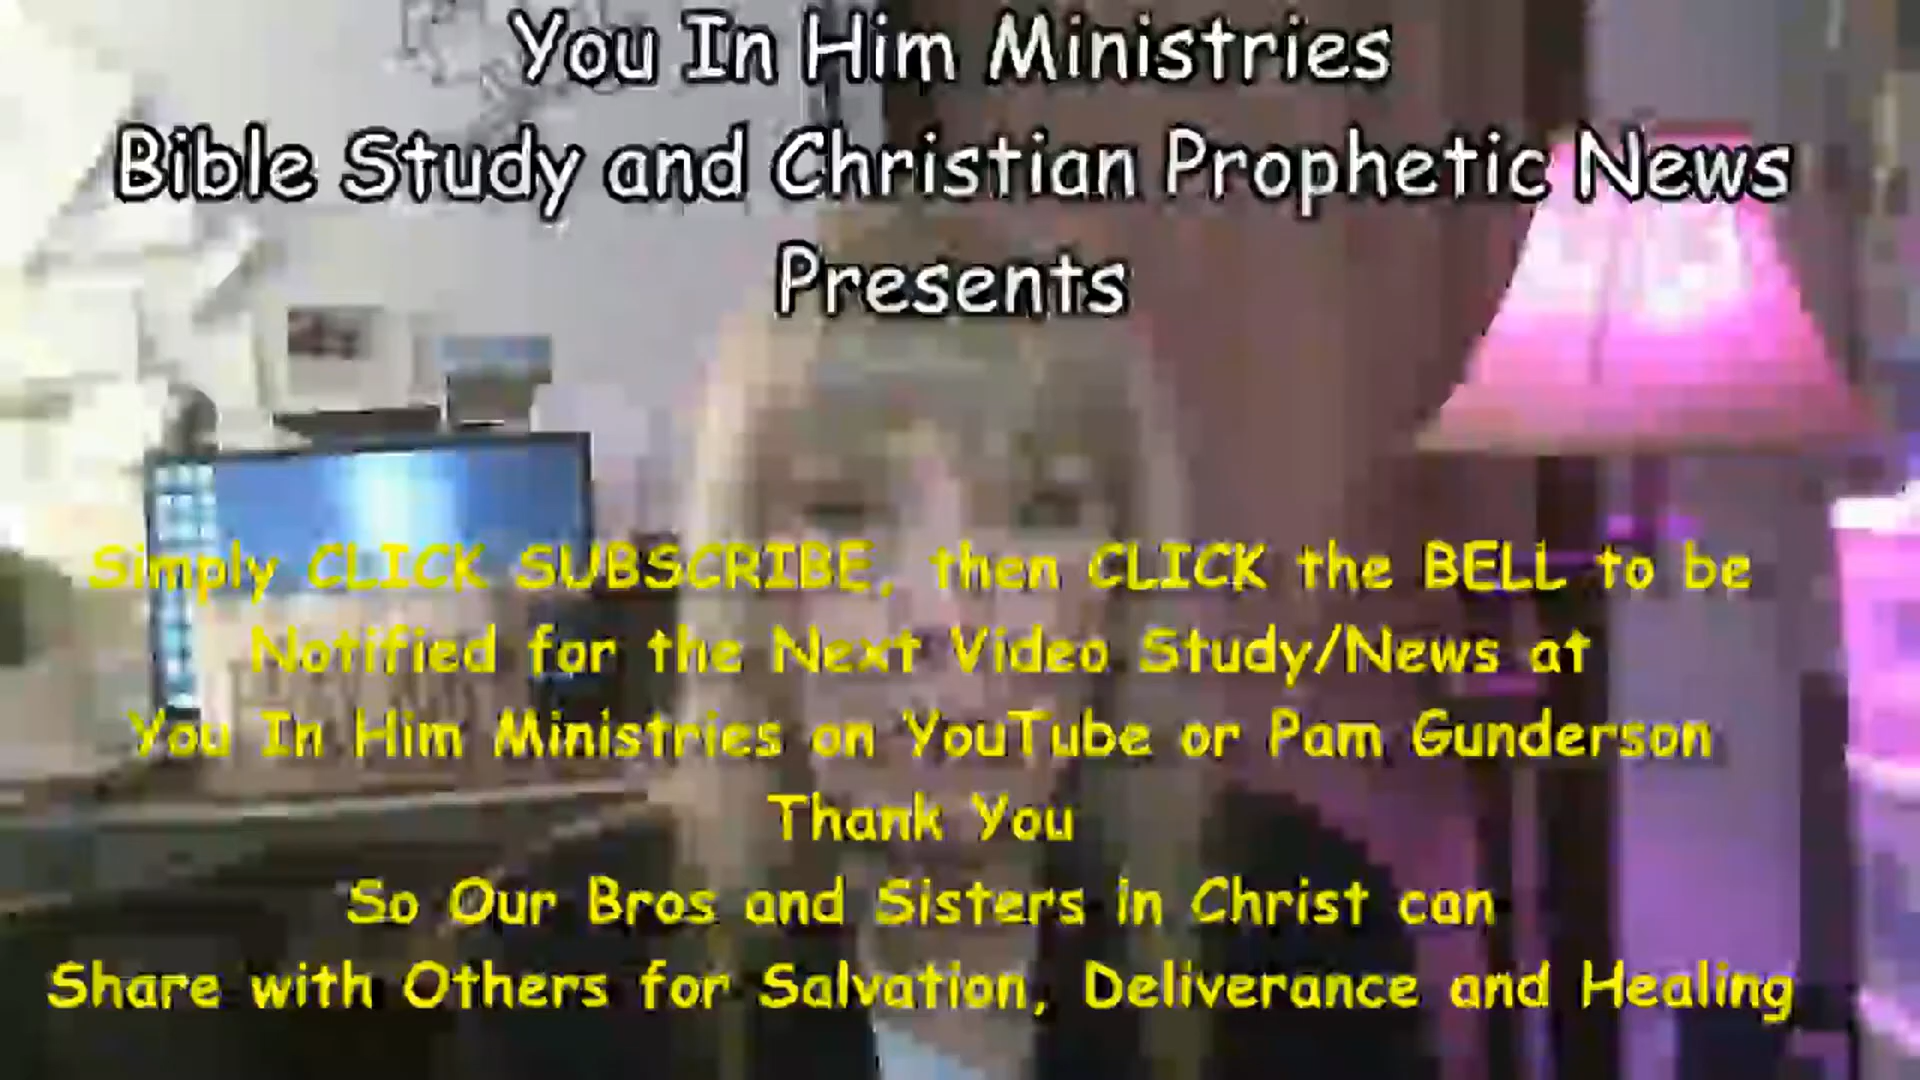 You In Him Ministries
Bible Study and Christian Prophetic News
Presents
Simply CLICK SUBSCRIBE, then CLICK the BELL to be
Notified for the Next Video Study/News at
You In Him Ministries on YouTube or Pam Gunderson
Thank You
So Our Bros and Sisters in Christ can
Share with Others for Salvation, Deliverance and Healing